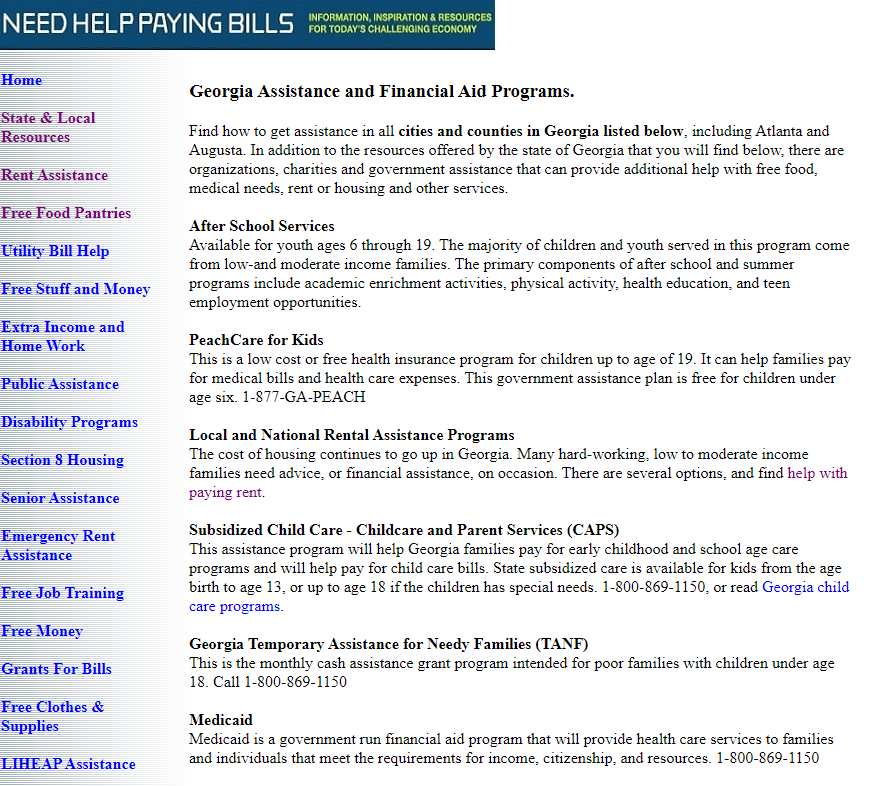 NEED HELP PAYING BILLS
INFORMATION, INSPIRATION & RESOURCES
FOR TODAY'S CHALLENGING ECONOMY
Home
State & Local
Resources
Rent Assistance
Free Food Pantries
Utility Bill Help
Free Stuff and Money
Extra Income and
Home Work
Public Assistance
Disability Programs
Section 8 Housing
Senior Assistance
Emergency Rent
Assistance
Free Job Training
Free Money
Grants For Bills
Free Clothes &
Supplies
LIHEAP Assistance
Georgia Assistance and Financial Aid Programs.
Find how to get assistance in all cities and counties in Georgia listed below, including Atlanta and
Augusta. In addition to the resources offered by the state of Georgia that you will find below, there are
organizations, charities and government assistance that can provide additional help with free food,
medical needs, rent or housing and other services.
After School Services
Available for youth ages 6 through 19. The majority of children and youth served in this program come
from low-and moderate income families. The primary components of after school and summer
programs include academic enrichment activities, physical activity, health education, and teen
employment opportunities.
PeachCare for Kids
This is a low cost or free health insurance program for children up to age of 19. It can help families pay
for medical bills and health care expenses. This government assistance plan is free for children under
age six. 1-877-GA-PEACH
Local and National Rental Assistance Programs
The cost of housing continues to go up in Georgia. Many hard-working, low to moderate income
families need advice, or financial assistance, on occasion. There are several options, and find help with
paying rent.
Subsidized Child Care - Childcare and Parent Services (CAPS)
This assistance program will help Georgia families pay for early childhood and school age care
programs and will help pay for child care bills. State subsidized care is available for kids from the age
birth to age 13, or up to age 18 if the children has special needs. 1-800-869-1150, or read Georgia child
care programs.
Georgia Temporary Assistance for Needy Families (TANF)
This is the monthly cash assistance grant program intended for poor families with children under age
18. Call 1-800-869-1150
Medicaid
Medicaid is a government run financial aid program that will provide health care services to families
and individuals that meet the requirements for income, citizenship, and resources. 1-800-869-1150